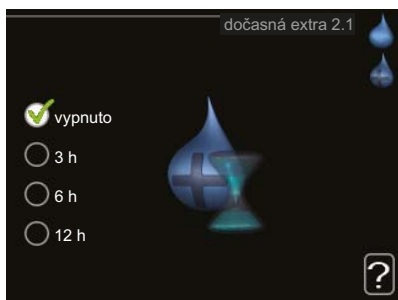 dočasná extra 2.1
vypnuto
3 h
6 h
12 h
?